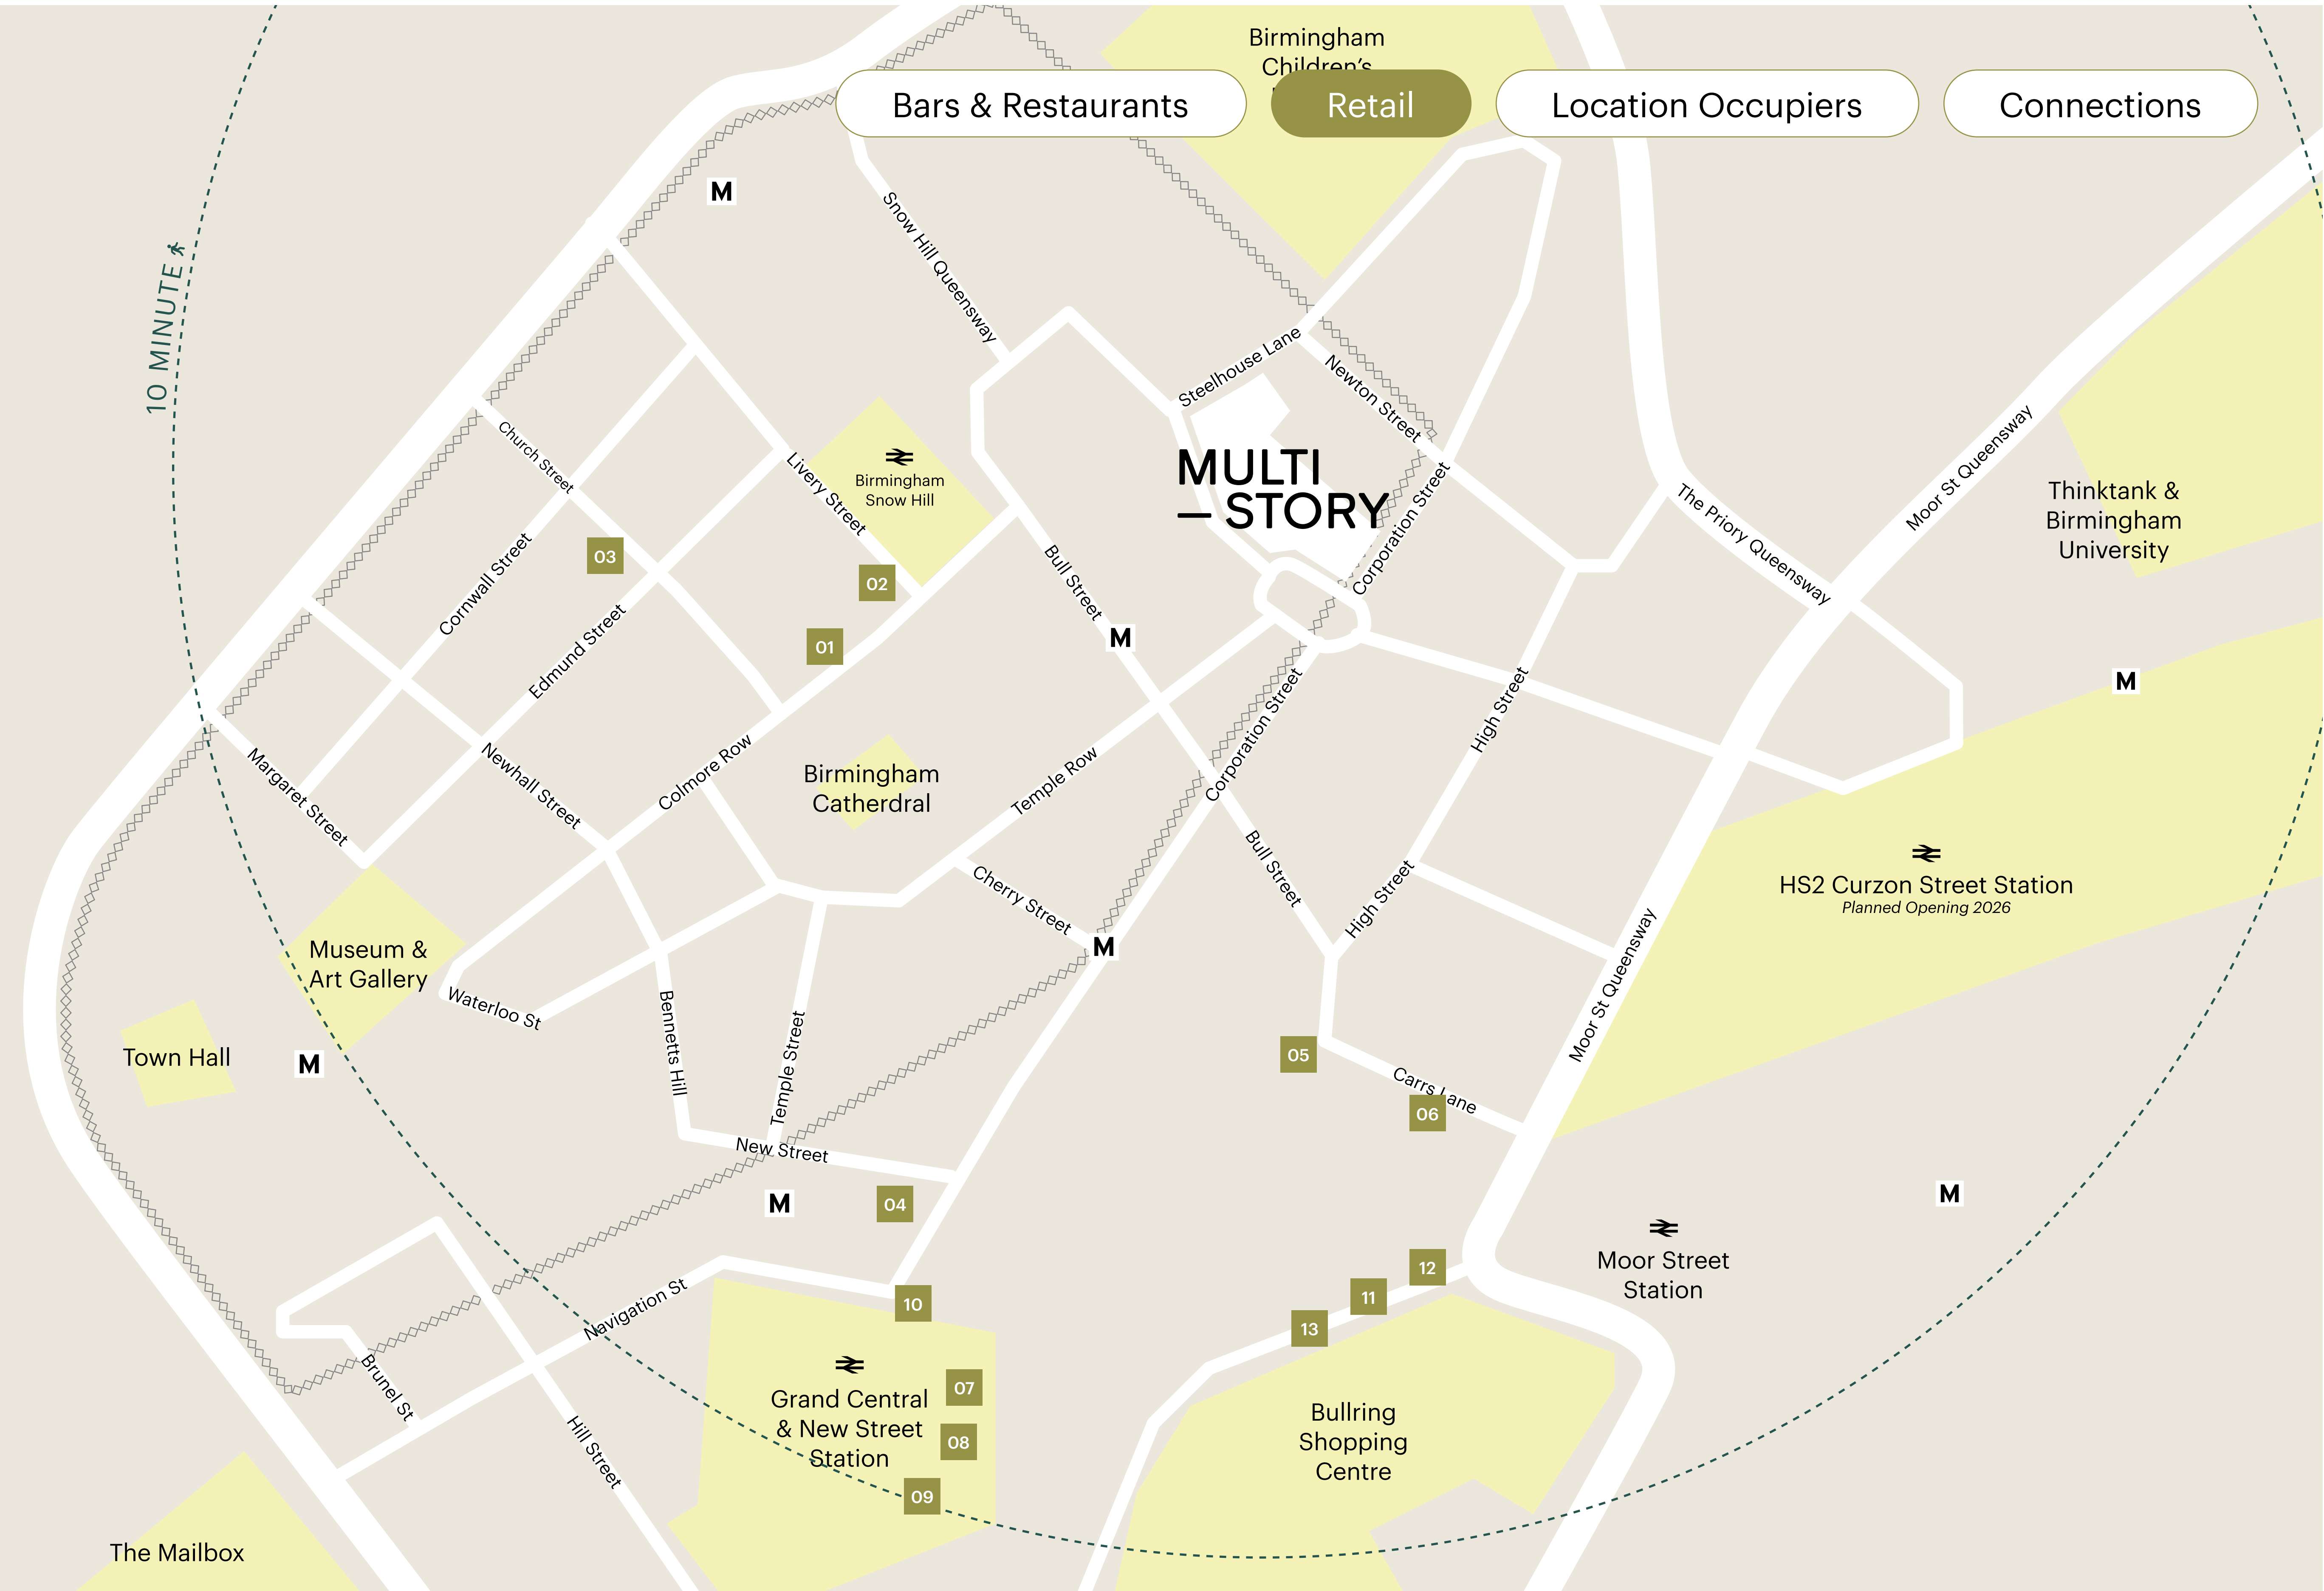 Birmingham
Children's
Bars & Restaurants
Retail
Location Occupiers
Connections
M
Snow Hill Queensway
10 MINUTE
Steelhouse Lane
Newton Street
Church Street
Livery Street
Birmingham
Snow Hill
MULTI
— STORY
Corporation Street
The Priory Queensway
Moor St Queensway
Thinktank &
Birmingham
University
Cornwall Street
03
02
Bull Street
Edmund Street
01
M
M
High Street
Corporation Street
Margaret Street
Newhall Street
Colmore Row
Birmingham
Catherdral
Temple Row
Bull Street
Cherry Street
High Street
HS2 Curzon Street Station
Planned Opening 2026
M
Museum &
Art Gallery
Waterloo St
Bennetts Hill
Temple Street
Moor St Queensway
Town Hall
M
05
Carrs Lane
06
New Street
M
04
M
Moor Street
Station
12
11
13
10
Navigation St
Brunel St
Hill Street
Grand Central
& New Street
Station
07
08
09
Bullring
Shopping
Centre
The Mailbox